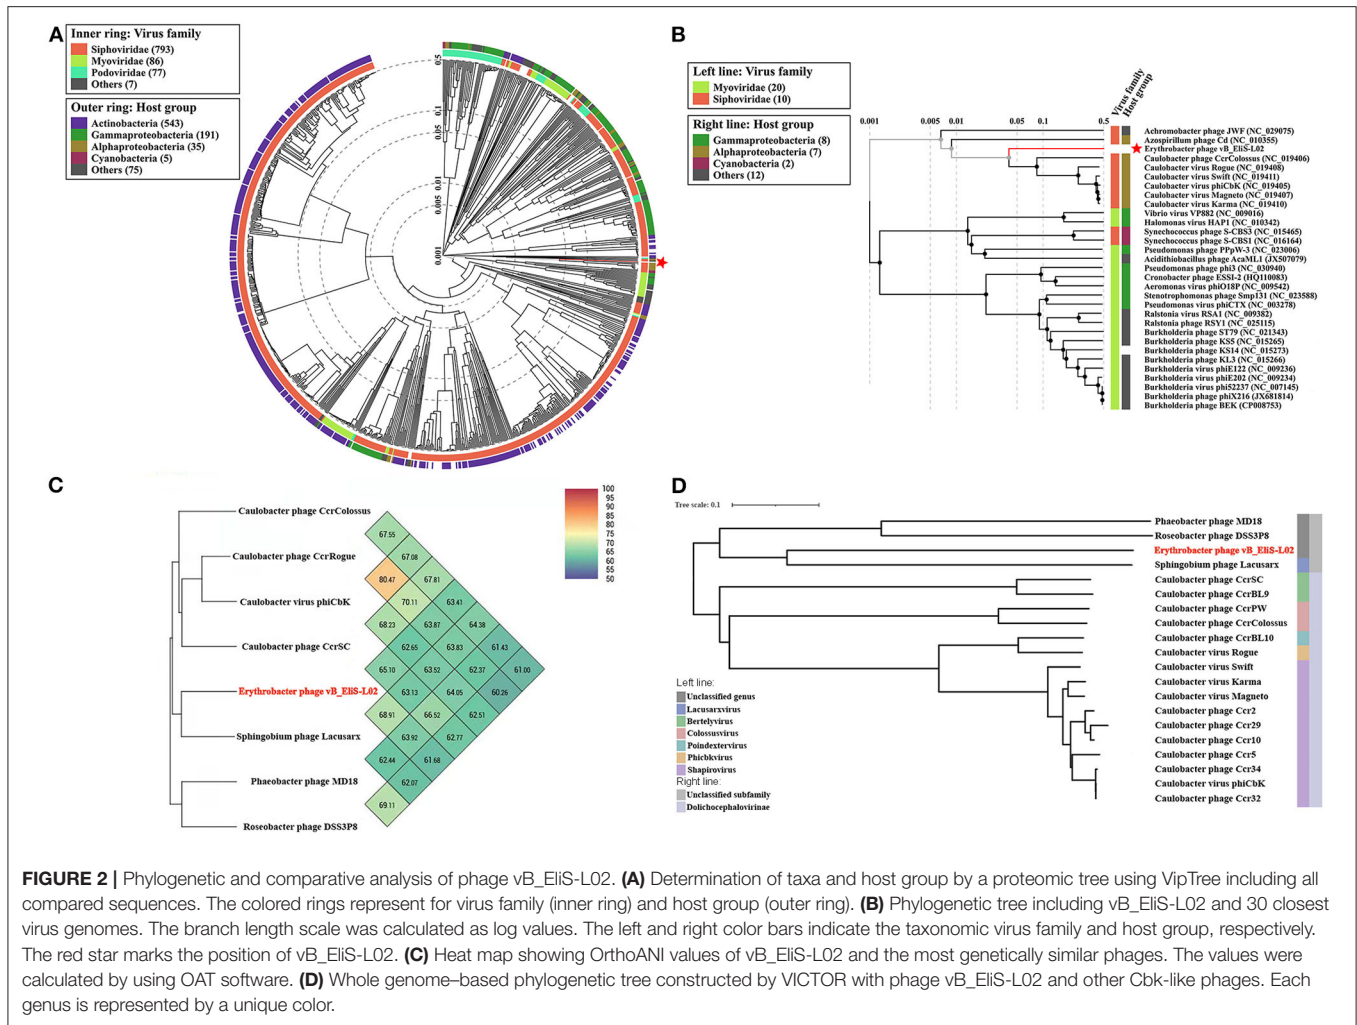 A
Inner ring: Virus family
Siphoviridae (793)
Myoviridae (86)
Podoviridae (77)
Others (7)
Outer ring: Host group
Actinobacteria (543)
Gammaproteobacteria (191)
Alphaproteobacteria (35)
Cyanobacteria (5)
Others (75)
0.5
0.1
0.05
0.01
0.005
0.001
B
Left line: Virus family
Myoviridae (20)
Siphoviridae (10)
Right line: Host group
Gammaproteobacteria (8)
Alphaproteobacteria (7)
Cyanobacteria (2)
Others (12)
Virus family
Host group
0.001 0.005 0.01 0.05 0.1 0.5
Achromobacter phage JWF (NC_029075)
Azospirillum phage Cd (NC_010355)
Erythrobacter phage vB_EliS-L02
Caulobacter phage CcrColossus (NC_019406)
Caulobacter virus Rogue (NC_019408)
Caulobacter virus Swift (NC_019411)
Caulobacter virus phiCbK (NC_019405)
Caulobacter virus Magneto (NC_019407)
Caulobacter virus Karma (NC_019410)
Vibrio virus VP882 (NC_009016)
Halomonas virus HAP1 (NC_010342)
Synechococcus phage S-CBS3 (NC_015465)
Synechococcus phage S-CBS1 (NC_016164)
Pseudomonas phage PPpW-3 (NC_023006)
Acidithiobacillus phage AcaML1 (JX507079)
Pseudomonas phage phi3 (NC_030940)
Cronobacter phage ESSI-2 (HQ110083)
Aeromonas virus phiO18P (NC_009542)
Stenotrophomonas phage Smp131 (NC_023588)
Pseudomonas virus phiCTX (NC_003278)
Ralstonia virus RSA1 (NC_009382)
Ralstonia phage RSY1 (NC_025115)
Burkholderia phage ST79 (NC_021343)
Burkholderia phage KS5 (NC_015265)
Burkholderia phage KS14 (NC_015273)
Burkholderia phage KL3 (NC_015266)
Burkholderia virus phiE122 (NC_009236)
Burkholderia virus phiE202 (NC_009234)
Burkholderia virus phi52237 (NC_007145)
Burkholderia phage phiX216 (JX681814)
Burkholderia phage BEK (CP008753)
C
Caulobacter phage CcrColossus
Caulobacter phage CcrRogue
Caulobacter virus phiCbK
Caulobacter phage CcrSC
Erythrobacter phage vB_EliS-L02
Sphingobium phage Lacusarx
Phaeobacter phage MD18
Roseobacter phage DSS3P8
67.55
67.08
80.47 67.81
70.11 63.41
68.23 63.87 64.38
62.65 63.83 61.43
65.10 63.52 62.37 61.00
63.13 64.05 60.26
68.91 66.52 62.51
63.92 62.77
62.44 61.68
62.07
69.11
100
95
90
85
80
75
70
65
60
55
50
D
Tree scale: 0.1
Phaeobacter phage MD18
Roseobacter phage DSS3P8
Erythrobacter phage vB_EliS-L02
Sphingobium phage Lacusarx
Caulobacter phage CcrSC
Caulobacter phage CcrBL9
Caulobacter phage CcrPW
Caulobacter phage CcrColossus
Caulobacter phage CcrBL10
Caulobacter virus Rogue
Caulobacter virus Swift
Caulobacter virus Karma
Caulobacter virus Magneto
Caulobacter phage Ccr2
Caulobacter phage Ccr29
Caulobacter phage Ccr10
Caulobacter phage Ccr5
Caulobacter phage Ccr34
Caulobacter virus phiCbK
Caulobacter phage Ccr32
Left line:
Unclassified genus
Lacusarxvirus
Bertelyvirus
Colossusvirus
Poindextervirus
Phicbkvirus
Shapirovirus
Right line:
Unclassified subfamily
Dolichocephalovirinae
FIGURE 2 | Phylogenetic and comparative analysis of phage vB_EliS-L02. (A) Determination of taxa and host group by a proteomic tree using VipTree including all
compared sequences. The colored rings represent for virus family (inner ring) and host group (outer ring). (B) Phylogenetic tree including vB_EliS-L02 and 30 closest
virus genomes. The branch length scale was calculated as log values. The left and right color bars indicate the taxonomic virus family and host group, respectively.
The red star marks the position of vB_EliS-L02. (C) Heat map showing OrthoANI values of vB_EliS-L02 and the most genetically similar phages. The values were
calculated by using OAT software. (D) Whole genome–based phylogenetic tree constructed by VICTOR with phage vB_EliS-L02 and other Cbk-like phages. Each
genus is represented by a unique color.